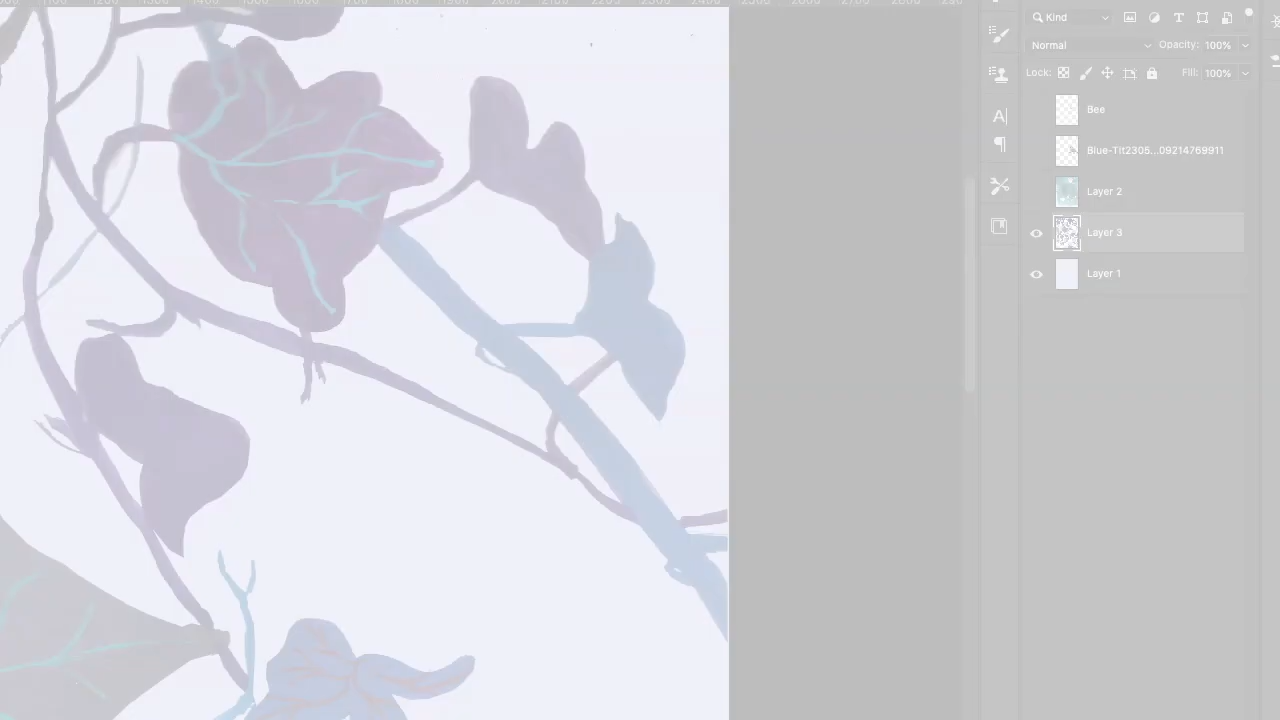 Kind
Normal
Opacity: 100%
Lock:
Fill: 100%
Bee
Blue-Tit2305...09214769911
Layer 2
Layer 3
Layer 1